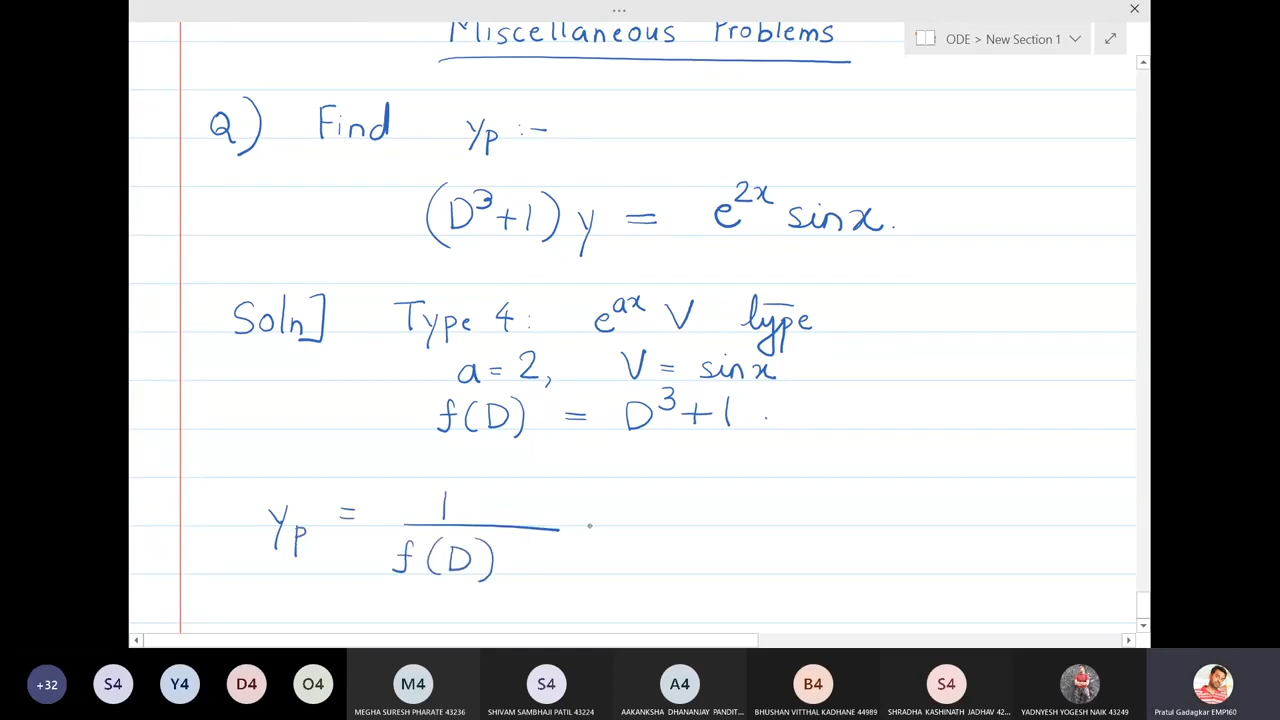 ...
Miscellaneous Problems
ODE > New Section 1
Q) Find yp :-
(D³+1) y = e^{2x} sinx.
Soln] Type 4: e^{ax} V type
a = 2, V = sinx
f(D) = D³+1.
yp = 1 / f(D)
+32 S4 Y4 D4 O4 M4 S4 A4 B4 S4
MEGHA SURESH PHARATE 43236 SHIVAM SAMBHAJI PATIL 43224 AAKANKSHA DHANANJAY PANDIT... BHUSHAN VITTHAL KADHANE 44989 SHRADHA KASHINATH JADHAV 42... YADNYESH YOGESH NAIK 43249 Pratul Gadagkar EMP160